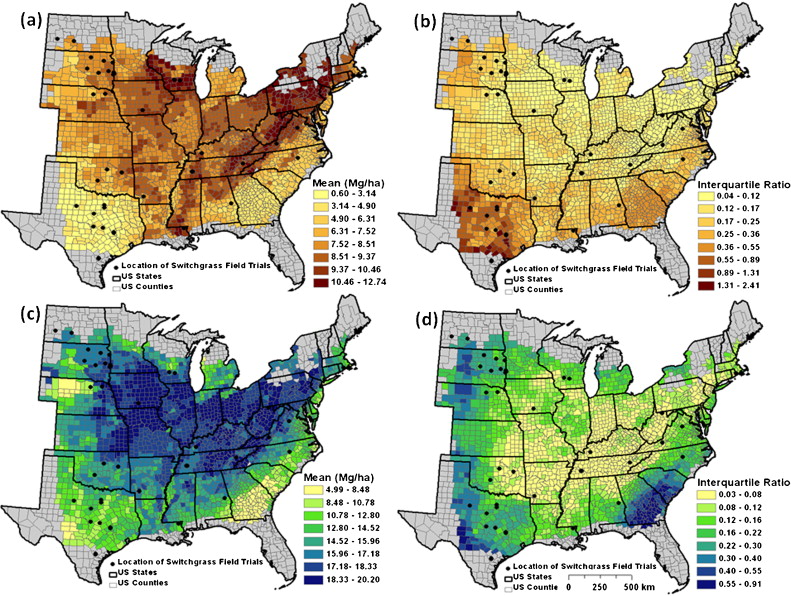 (a)
Mean (Mg/ha)
0.60 - 3.14
3.14 - 4.90
4.90 - 6.31
6.31 - 7.52
7.52 - 8.51
8.51 - 9.37
9.37 - 10.46
10.46 - 12.74
Location of Switchgrass Field Trials
US States
US Counties
(b)
Interquartile Ratio
0.04 - 0.12
0.12 - 0.17
0.17 - 0.25
0.25 - 0.36
0.36 - 0.55
0.55 - 0.89
0.89 - 1.31
1.31 - 2.41
Location of Switchgrass Field Trials
US States
US Counties
(c)
Mean (Mg/ha)
4.99 - 8.48
8.48 - 10.78
10.78 - 12.80
12.80 - 14.52
14.52 - 15.96
15.96 - 17.18
17.18 - 18.33
18.33 - 20.20
Location of Switchgrass Field Trials
US States
US Counties
(d)
Interquartile Ratio
0.03 - 0.08
0.08 - 0.12
0.12 - 0.16
0.16 - 0.22
0.22 - 0.30
0.30 - 0.40
0.40 - 0.55
0.55 - 0.91
Location of Switchgrass Field Trials
US States
US Counties
0 250 500 km